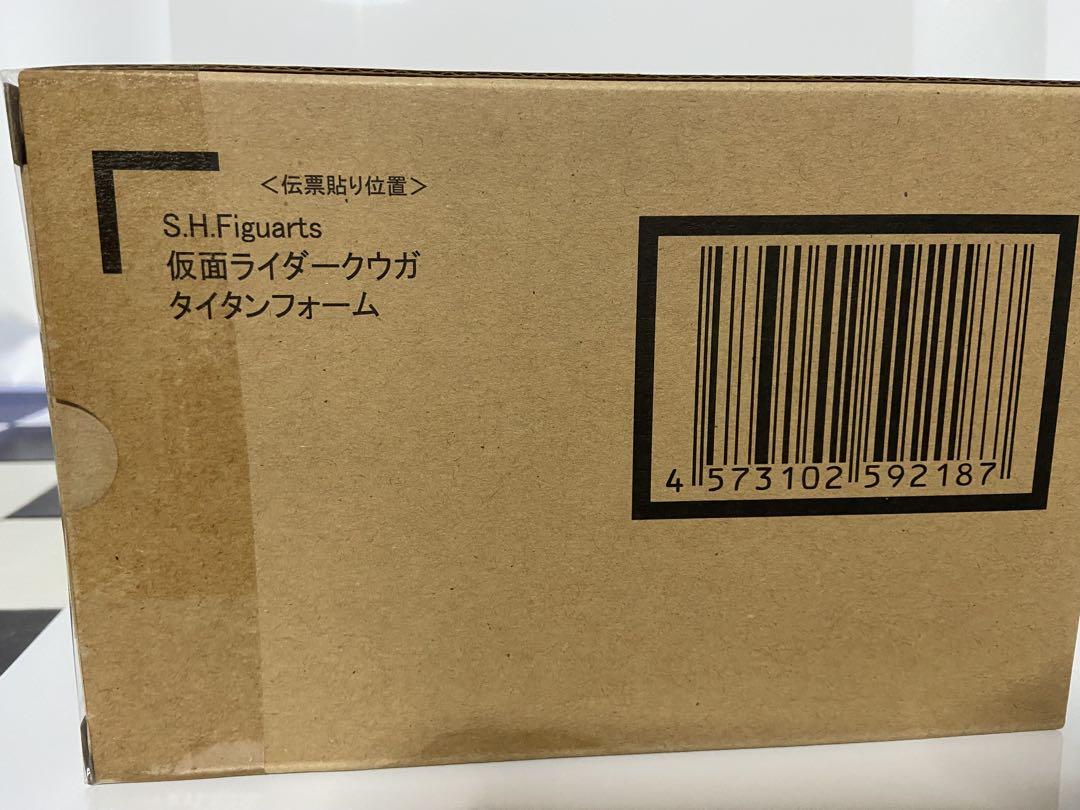 ＜伝票貼り位置＞
S.H.Figuarts
仮面ライダークウガ
タイタンフォーム
4 573102 592187